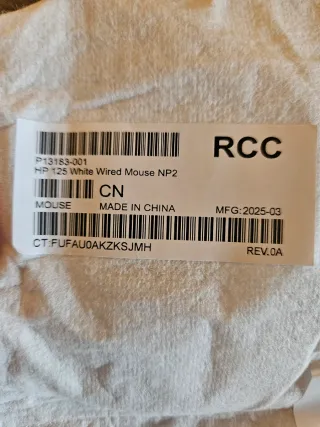 RCC
P13183-001
HP 125 White Wired Mouse NP2
CN
MOUSE MADE IN CHINA MFG:2025-03
CT:FUFAU0AKZKSJMH REV.0A